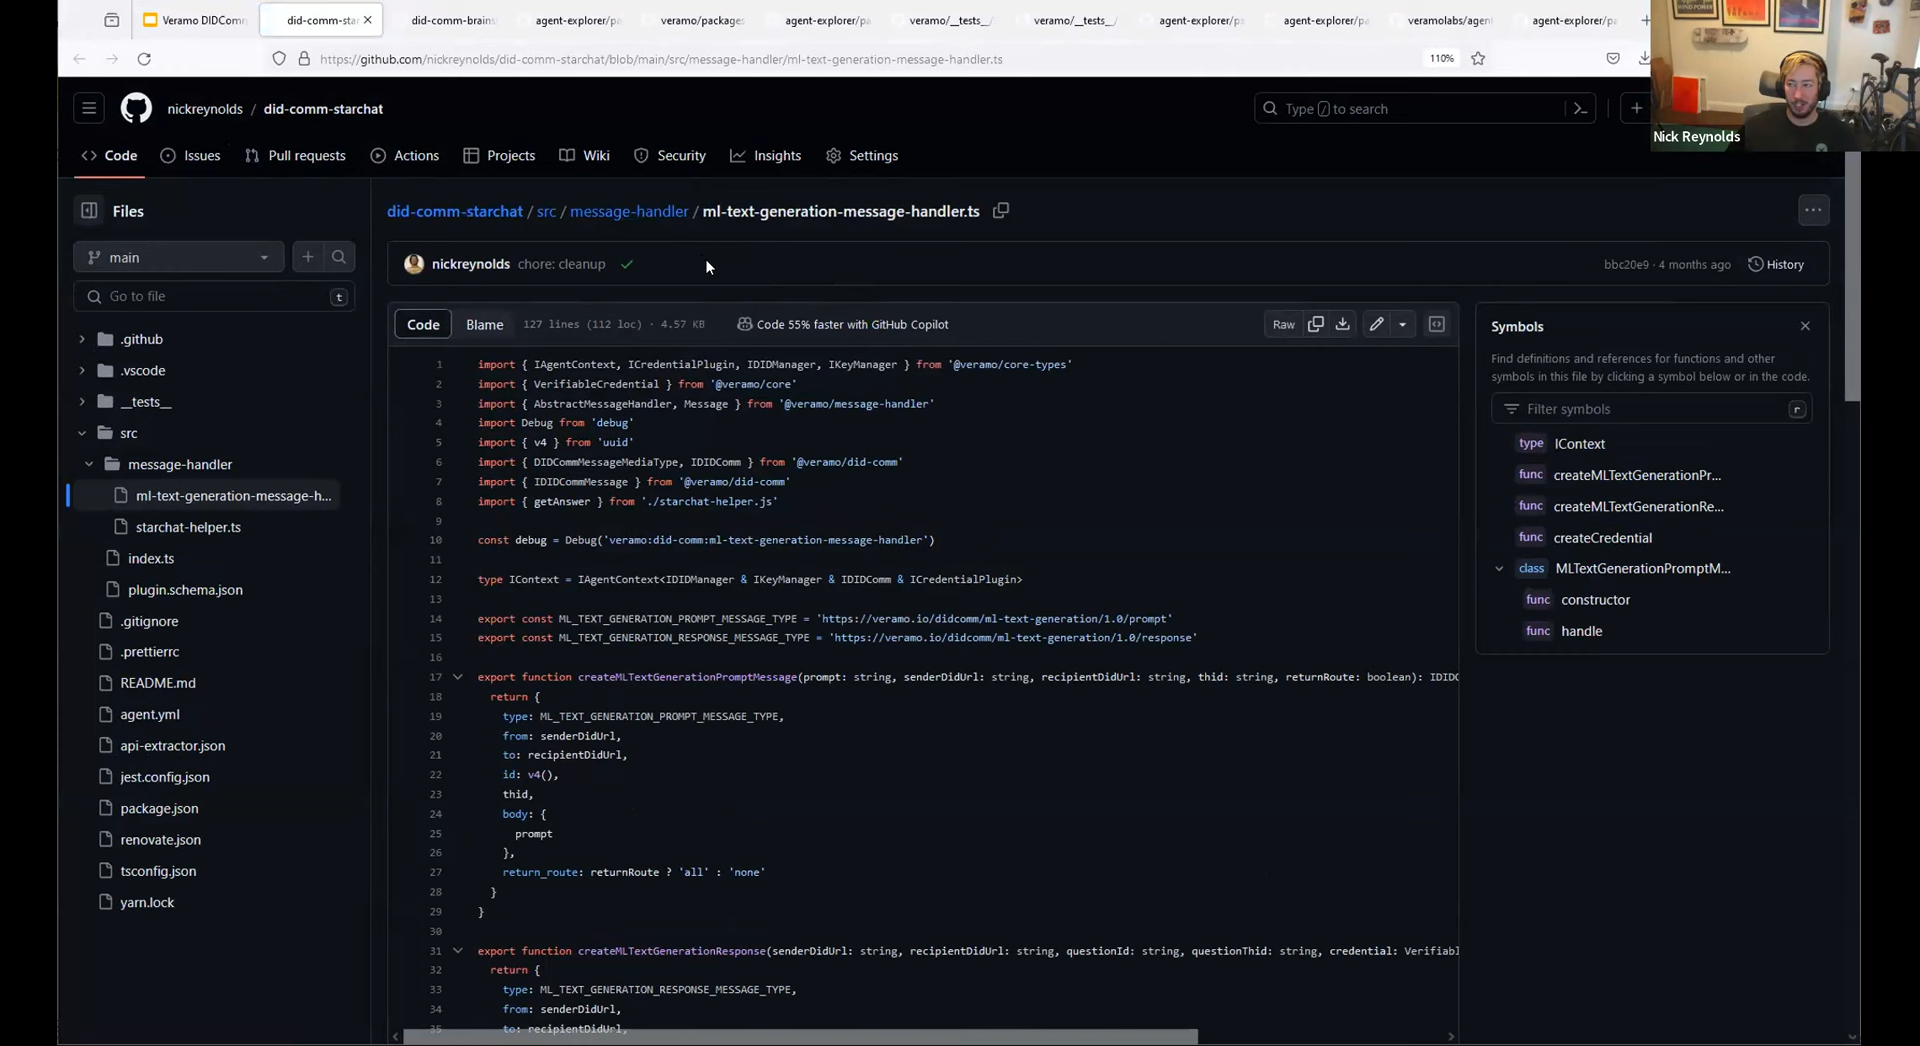 Veramo DIDComm
did-comm-star
did-comm-brains
agent-explorer/pa
veramo/packages
agent-explorer/pa
veramo/__tests__/
veramo/__tests__/
agent-explorer/pa
agent-explorer/pa
veramolabs/agent
agent-explorer/pa
https://github.com/nickreynolds/did-comm-starchat/blob/main/src/message-handler/ml-text-generation-message-handler.ts
110%
Nick Reynolds
nickreynolds / did-comm-starchat
Type / to search
Code
Issues
Pull requests
Actions
Projects
Wiki
Security
Insights
Settings
Files
main
Go to file
t
.github
.vscode
__tests__
src
message-handler
ml-text-generation-message-h...
starchat-helper.ts
index.ts
plugin.schema.json
.gitignore
.prettierrc
README.md
agent.yml
api-extractor.json
jest.config.json
package.json
renovate.json
tsconfig.json
yarn.lock
did-comm-starchat / src / message-handler / ml-text-generation-message-handler.ts
nickreynolds chore: cleanup
bbc20e9 · 4 months ago
History
Code
Blame
127 lines (112 loc) · 4.57 KB
Code 55% faster with GitHub Copilot
Raw
1 import { IAgentContext, ICredentialPlugin, IDIDManager, IKeyManager } from '@veramo/core-types'
2 import { VerifiableCredential } from '@veramo/core'
3 import { AbstractMessageHandler, Message } from '@veramo/message-handler'
4 import Debug from 'debug'
5 import { v4 } from 'uuid'
6 import { DIDCommMessageMediaType, IDIDComm } from '@veramo/did-comm'
7 import { IDIDCommMessage } from '@veramo/did-comm'
8 import { getAnswer } from './starchat-helper.js'
9
10 const debug = Debug('veramo:did-comm:ml-text-generation-message-handler')
11
12 type IContext = IAgentContext<IDIDManager & IKeyManager & IDIDComm & ICredentialPlugin>
13
14 export const ML_TEXT_GENERATION_PROMPT_MESSAGE_TYPE = 'https://veramo.io/didcomm/ml-text-generation/1.0/prompt'
15 export const ML_TEXT_GENERATION_RESPONSE_MESSAGE_TYPE = 'https://veramo.io/didcomm/ml-text-generation/1.0/response'
16
17 export function createMLTextGenerationPromptMessage(prompt: string, senderDidUrl: string, recipientDidUrl: string, thid: string, returnRoute: boolean): IDIDC
18 return {
19 type: ML_TEXT_GENERATION_PROMPT_MESSAGE_TYPE,
20 from: senderDidUrl,
21 to: recipientDidUrl,
22 id: v4(),
23 thid,
24 body: {
25 prompt
26 },
27 return_route: returnRoute ? 'all' : 'none'
28 }
29 }
30
31 export function createMLTextGenerationResponse(senderDidUrl: string, recipientDidUrl: string, questionId: string, questionThid: string, credential: Verifiabl
32 return {
33 type: ML_TEXT_GENERATION_RESPONSE_MESSAGE_TYPE,
34 from: senderDidUrl,
35 to: recipientDidUrl,
Symbols
Find definitions and references for functions and other
symbols in this file by clicking a symbol below or in the code.
Filter symbols
r
type IContext
func createMLTextGenerationPr...
func createMLTextGenerationRe...
func createCredential
class MLTextGenerationPromptM...
func constructor
func handle